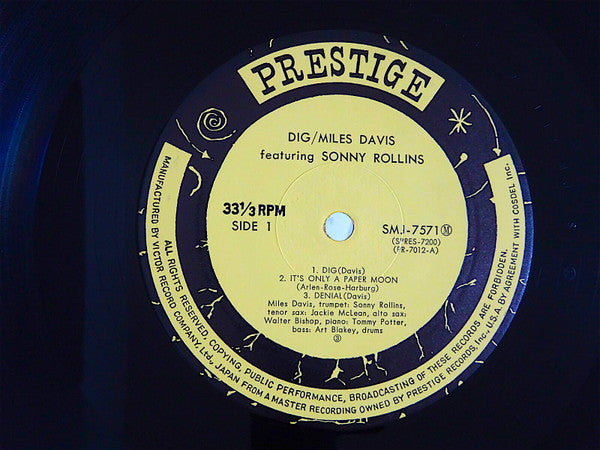 PRESTIGE
DIG/MILES DAVIS
featuring SONNY ROLLINS
33⅓ RPM
SIDE 1
SMJ-7571 Ⓜ
(SPRES-7200)
(PR-7012-A)
1. DIG(Davis)
2. IT'S ONLY A PAPER MOON
(Arlen-Rose-Harburg)
3. DENIAL(Davis)
Miles Davis, trumpet: Sonny Rollins,
tenor sax: Jackie McLean, alto sax:
Walter Bishop, piano: Tommy Potter,
bass: Art Blakey, drums
③
ALL RIGHTS RESERVED. COPYING, PUBLIC PERFORMANCE, BROADCASTING OF THESE RECORDS ARE FORBIDDEN.
MANUFACTURED BY VICTOR RECORD COMPANY, Ltd., JAPAN FROM A MASTER RECORDING OWNED BY PRESTIGE RECORDS, Inc., U.S.A. BY AGREEMENT WITH COSDEL Inc.